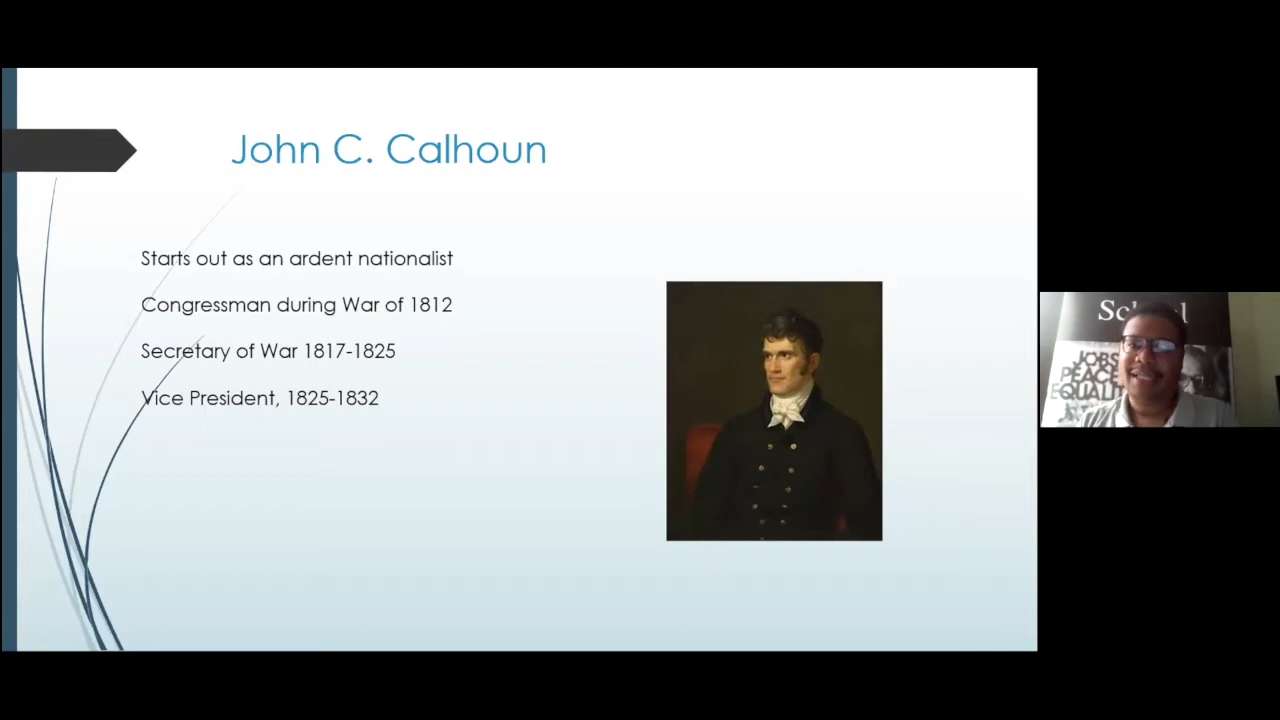 John C. Calhoun
Starts out as an ardent nationalist
Congressman during War of 1812
Secretary of War 1817-1825
Vice President, 1825-1832
JOBS
PEACE